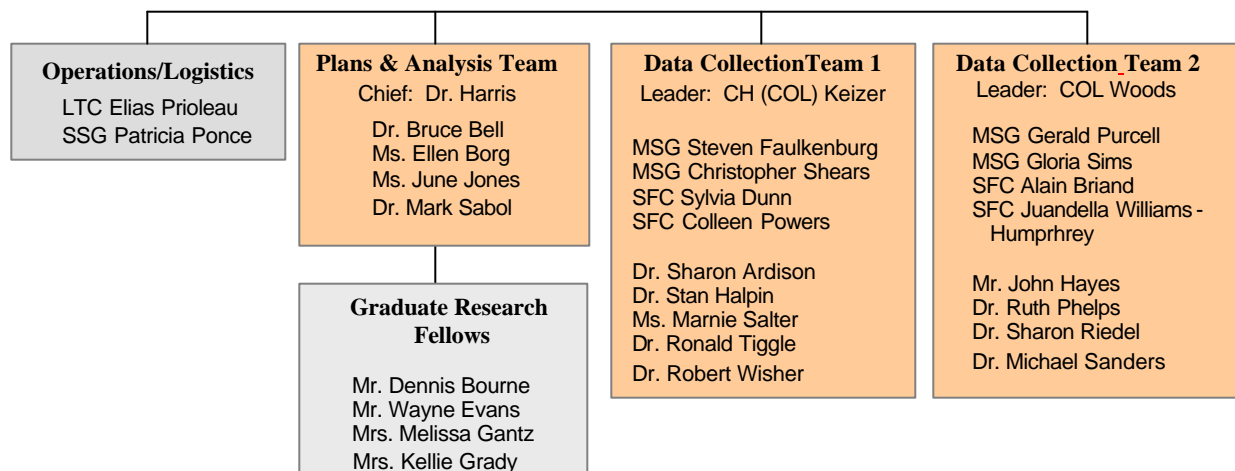 Operations/Logistics
LTC Elias Prioleau
SSG Patricia Ponce
Plans & Analysis Team
Chief: Dr. Harris
Dr. Bruce Bell
Ms. Ellen Borg
Ms. June Jones
Dr. Mark Sabol
Graduate Research
Fellows
Mr. Dennis Bourne
Mr. Wayne Evans
Mrs. Melissa Gantz
Mrs. Kellie Grady
Data CollectionTeam 1
Leader: CH (COL) Keizer
MSG Steven Faulkenburg
MSG Christopher Shears
SFC Sylvia Dunn
SFC Colleen Powers
Dr. Sharon Ardison
Dr. Stan Halpin
Ms. Marnie Salter
Dr. Ronald Tiggle
Dr. Robert Wisher
Data Collection Team 2
Leader: COL Woods
MSG Gerald Purcell
MSG Gloria Sims
SFC Alain Briand
SFC Juandella Williams-
Humprhrey
Mr. John Hayes
Dr. Ruth Phelps
Dr. Sharon Riedel
Dr. Michael Sanders